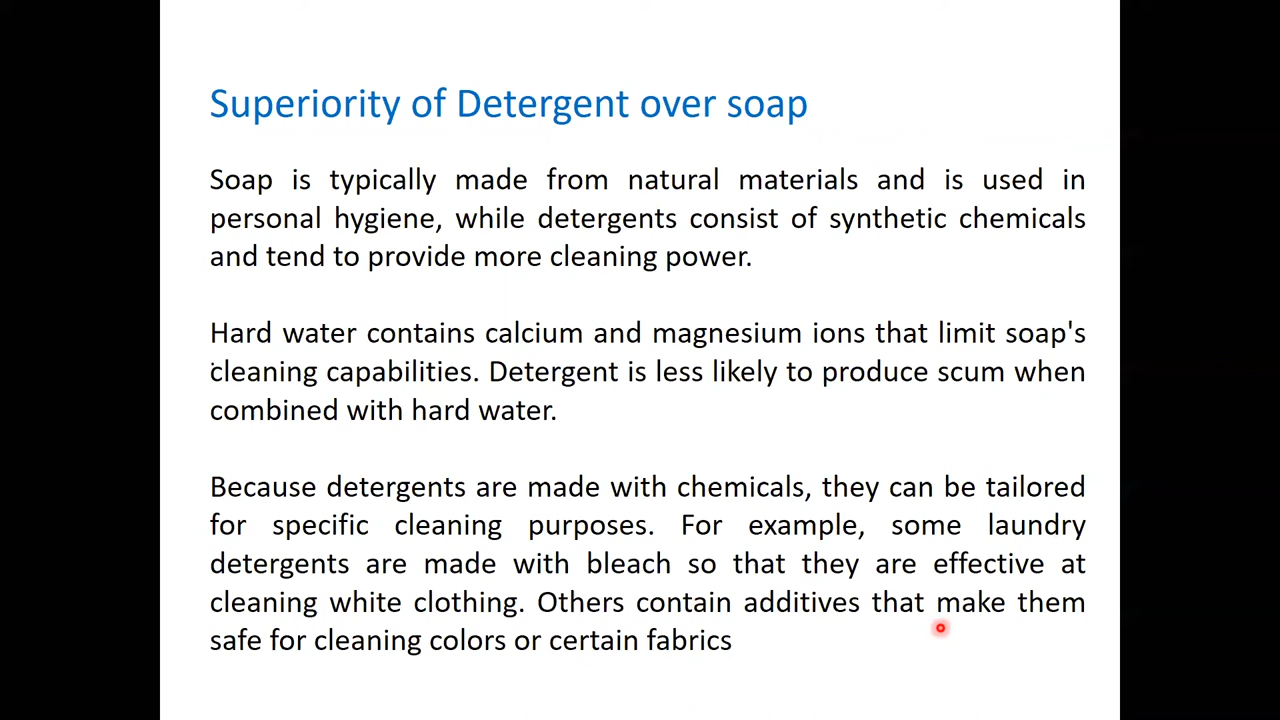 Superiority of Detergent over soap
Soap is typically made from natural materials and is used in
personal hygiene, while detergents consist of synthetic chemicals
and tend to provide more cleaning power.
Hard water contains calcium and magnesium ions that limit soap's
cleaning capabilities. Detergent is less likely to produce scum when
combined with hard water.
Because detergents are made with chemicals, they can be tailored
for specific cleaning purposes. For example, some laundry
detergents are made with bleach so that they are effective at
cleaning white clothing. Others contain additives that make them
safe for cleaning colors or certain fabrics